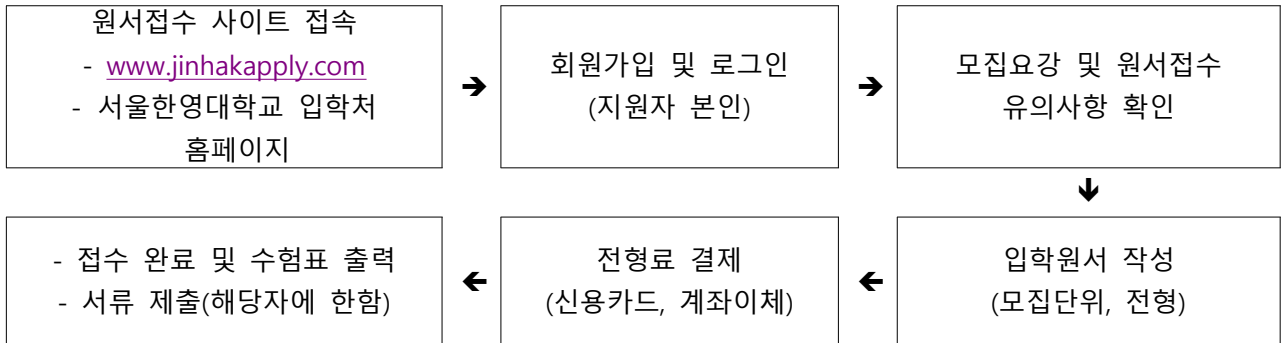 원서접수 사이트 접속
- www.jinhakapply.com
- 서울한영대학교 입학처
홈페이지
➔
회원가입 및 로그인
(지원자 본인)
➔
모집요강 및 원서접수
유의사항 확인
🡻
입학원서 작성
(모집단위, 전형)
🡸
전형료 결제
(신용카드, 계좌이체)
🡸
- 접수 완료 및 수험표 출력
- 서류 제출(해당자에 한함)